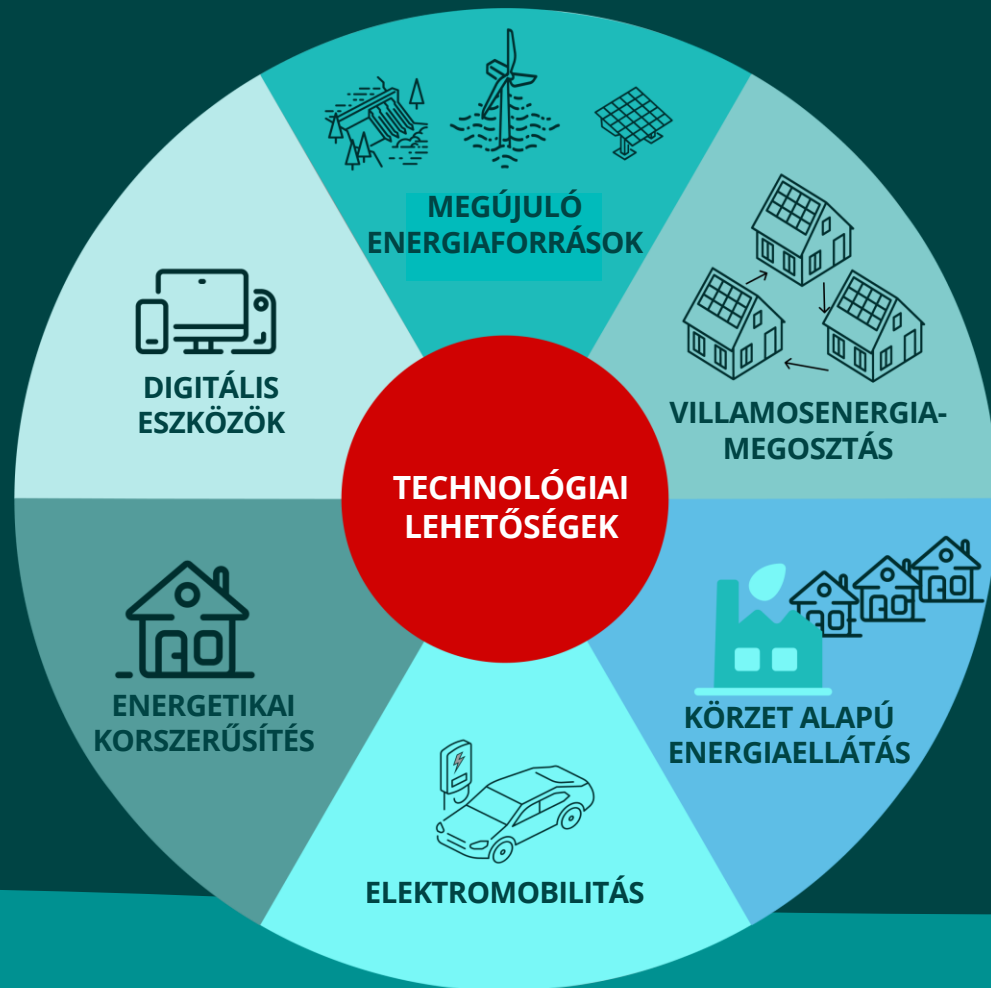 MEGÚJULÓ
ENERGIAFORRÁSOK
VILLAMOSENERGIA-
MEGOSZTÁS
KÖRZET ALAPÚ
ENERGIAELLÁTÁS
ELEKTROMOBILITÁS
ENERGETIKAI
KORSZERŰSÍTÉS
DIGITÁLIS
ESZKÖZÖK
TECHNOLÓGIAI
LEHETŐSÉGEK